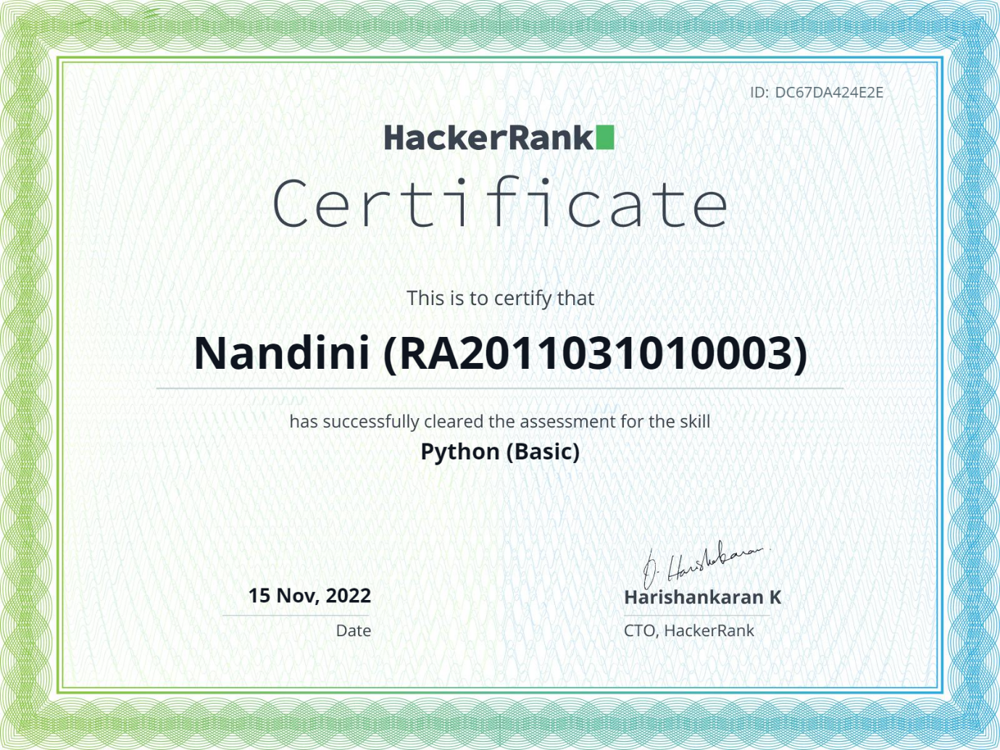 ID: DC67DA424E2E
HackerRank
Certificate
This is to certify that
Nandini (RA2011031010003)
has successfully cleared the assessment for the skill
Python (Basic)
15 Nov, 2022
Date
Harishankaran K
CTO, HackerRank